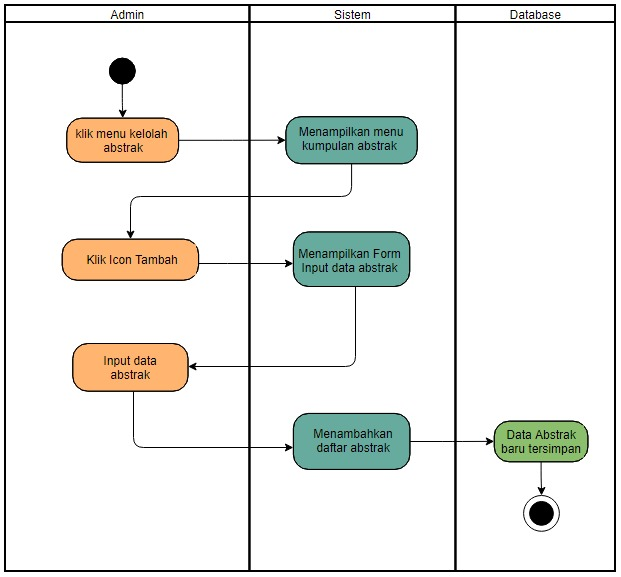 Admin
Sistem
Database
klik menu kelolah
abstrak
Menampilkan menu
kumpulan abstrak
Klik Icon Tambah
Menampilkan Form
Input data abstrak
Input data
abstrak
Menambahkan
daftar abstrak
Data Abstrak
baru tersimpan